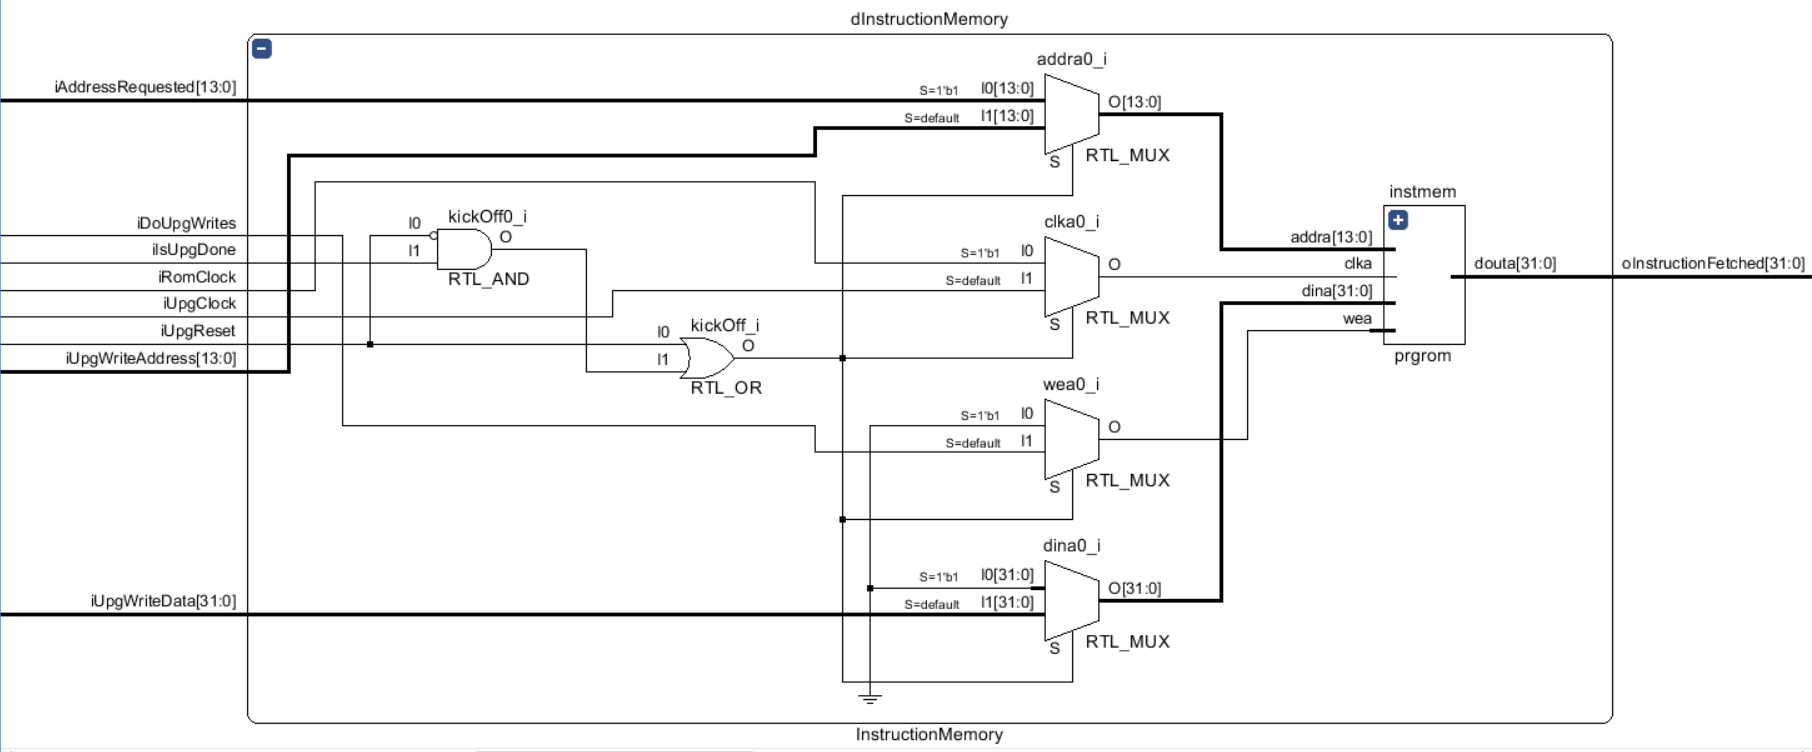 dInstructionMemory
addra0_i
iAddressRequested[13:0]
S=1'b1 I0[13:0]
O[13:0]
S=default I1[13:0]
S
RTL_MUX
instmem
iDoUpgWrites
iIsUpgDone
iRomClock
iUpgClock
iUpgReset
iUpgWriteAddress[13:0]
kickOff0_i
I0
O
I1
RTL_AND
kickOff_i
I0
O
I1
RTL_OR
clka0_i
S=1'b1 I0
O
S=default I1
S
RTL_MUX
addra[13:0]
clka
dina[31:0]
wea
douta[31:0]
oInstructionFetched[31:0]
prgrom
wea0_i
S=1'b1 I0
O
S=default I1
S
RTL_MUX
dina0_i
S=1'b1 I0[31:0]
O[31:0]
iUpgWriteData[31:0]
S=default I1[31:0]
S
RTL_MUX
InstructionMemory